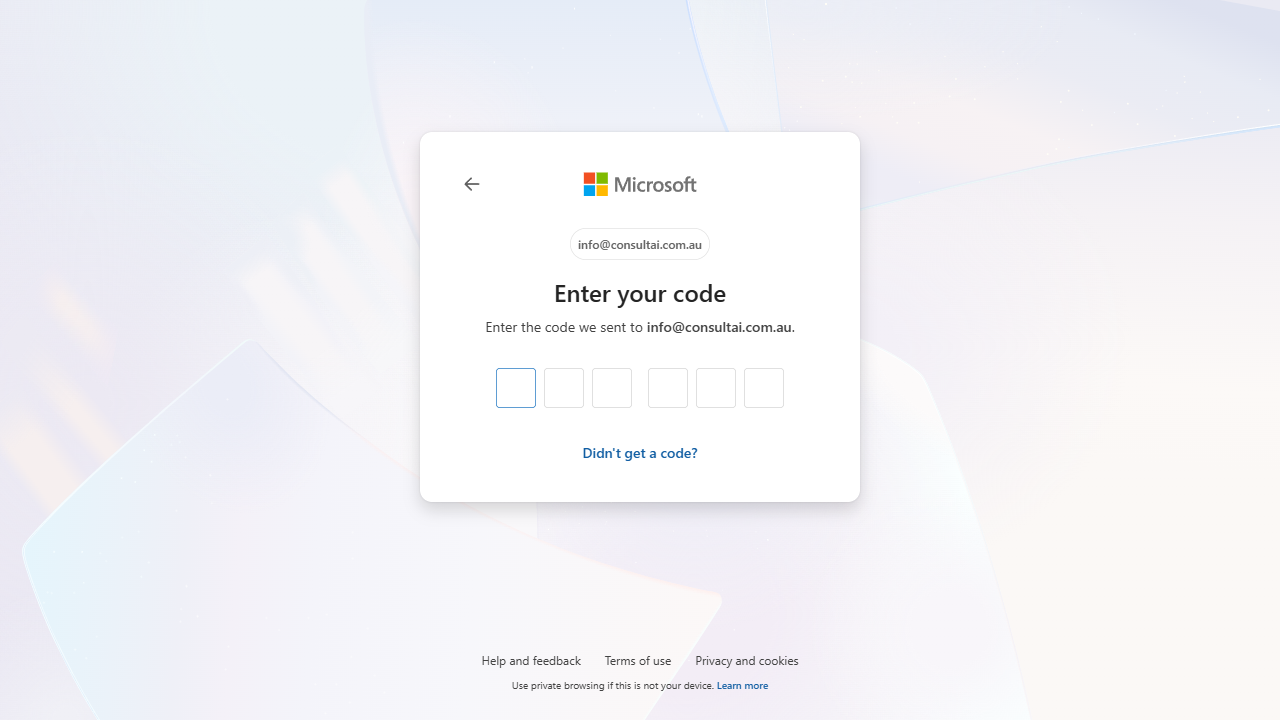 Microsoft
info@consultai.com.au
Enter your code
Enter the code we sent to info@consultai.com.au.
Didn't get a code?
Help and feedback Terms of use Privacy and cookies
Use private browsing if this is not your device. Learn more